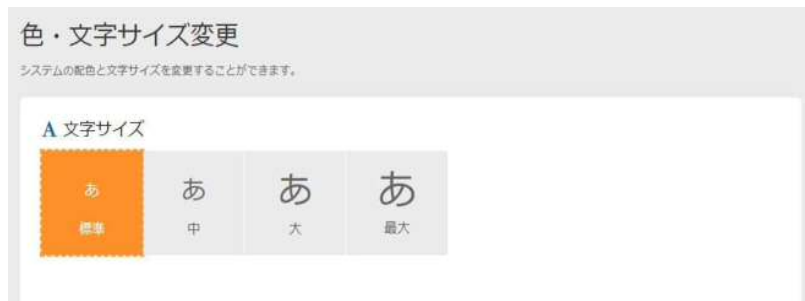 色・文字サイズ変更
システムの配色と文字サイズを変更することができます。
A 文字サイズ
あ あ あ あ
標準 中 大 最大